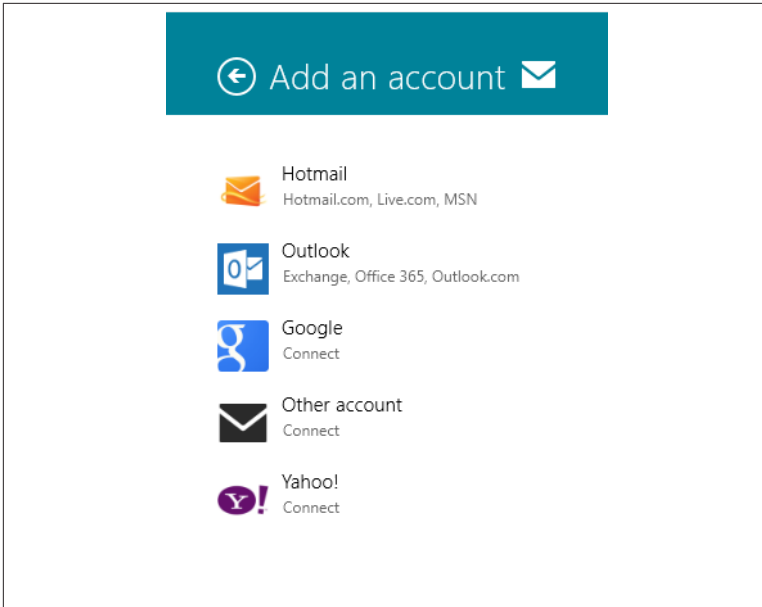 Add an account
Hotmail
Hotmail.com, Live.com, MSN
Outlook
Exchange, Office 365, Outlook.com
Google
Connect
Other account
Connect
Yahoo!
Connect